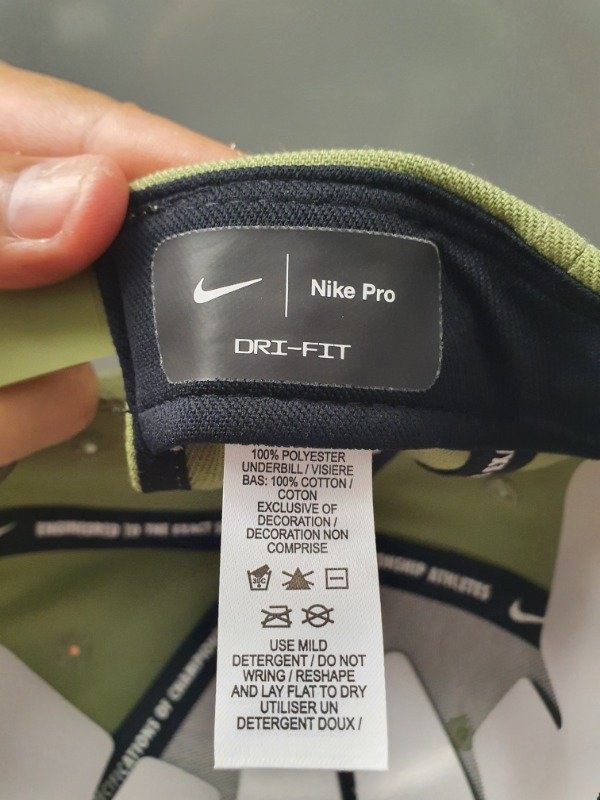 Nike Pro
DRI-FIT
100% POLYESTER
UNDERBILL / VISIERE
BAS: 100% COTTON /
COTON
EXCLUSIVE OF
DECORATION /
DECORATION NON
COMPRISE
USE MILD
DETERGENT / DO NOT
WRING / RESHAPE
AND LAY FLAT TO DRY
UTILISER UN
DETERGENT DOUX /
ENGINEERED TO THE EXACT
ATHLETES
OF